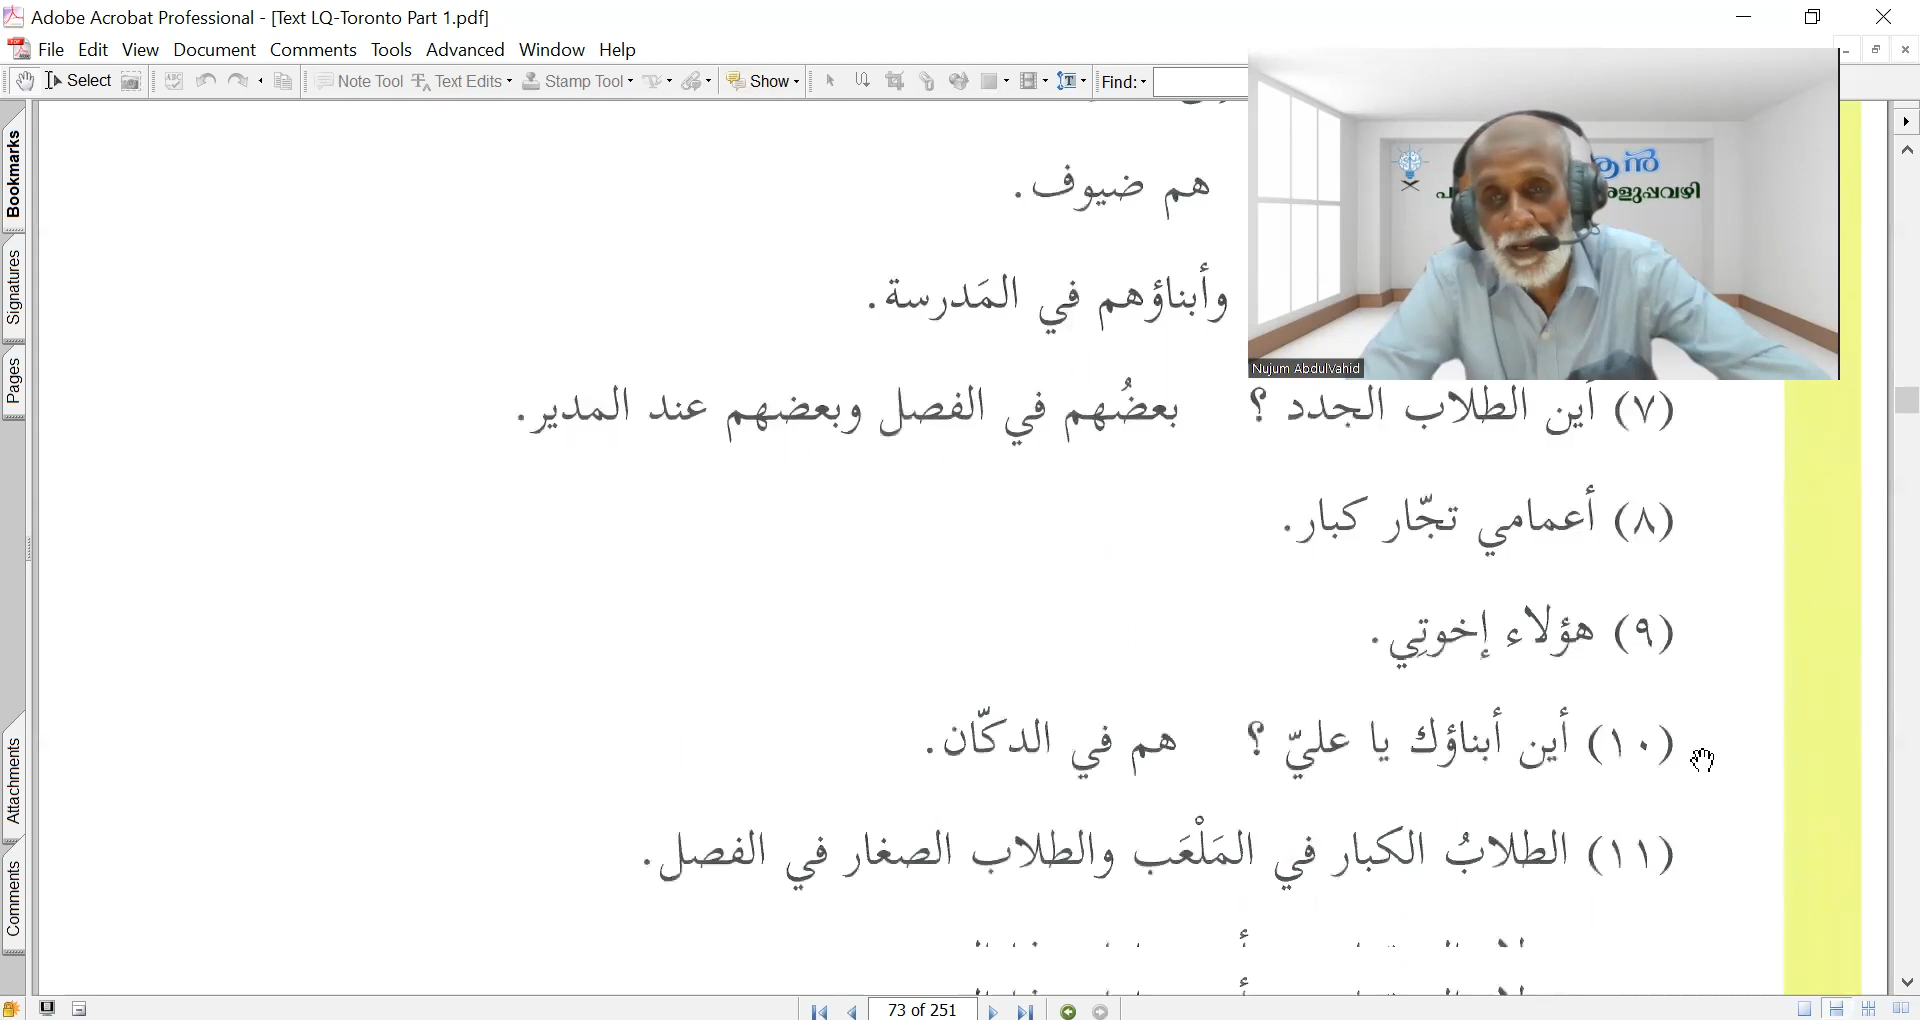 Adobe Acrobat Professional - [Text LQ-Toronto Part 1.pdf]
File Edit View Document Comments Tools Advanced Window Help
Select Note Tool Text Edits Stamp Tool Show Find:
Bookmarks
Signatures
Pages
Attachments
Comments
هم ضيوف.
وأبناؤهم في المَدرسة.
(٧) أين الطلاب الجدد ؟ بعضُهم في الفصل وبعضهم عند المدير.
(٨) أعمامي تجّار كبار.
(٩) هؤلاء إخوتِي.
(١٠) أين أبناؤك يا عليّ ؟ هم في الدكّان.
(١١) الطلابُ الكبار في المَلْعَب والطلاب الصغار في الفصل.
Nujum AbdulVahid
73 of 251